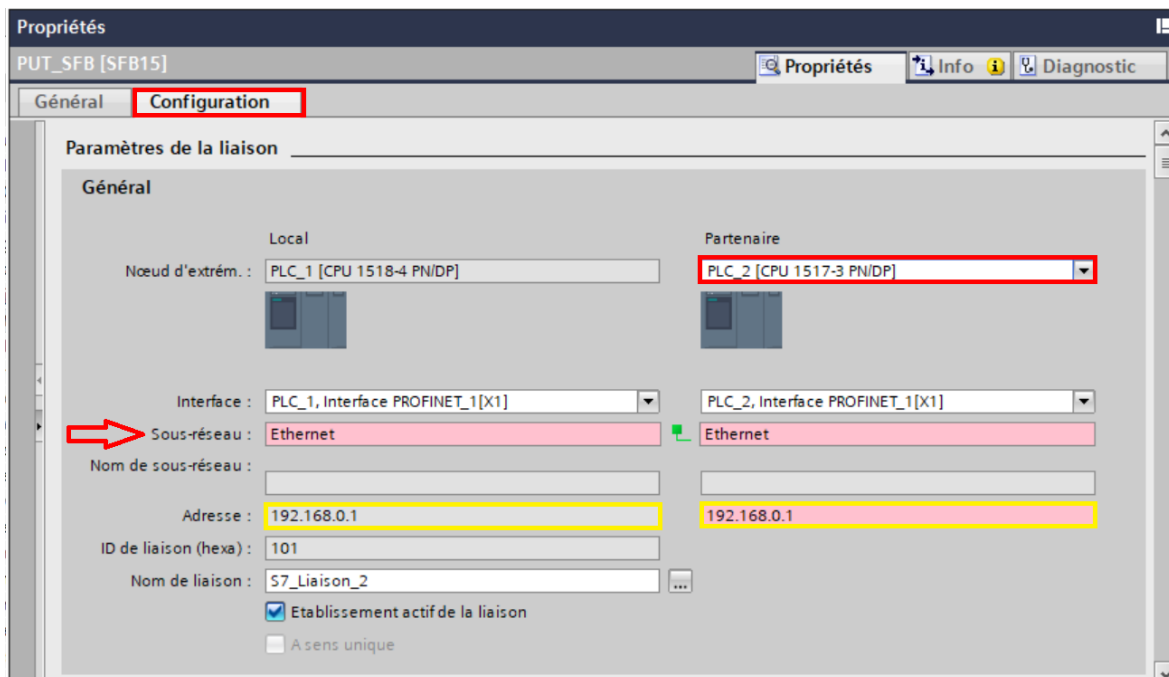 Propriétés
PUT_SFB [SFB15]
Propriétés Info Diagnostic
Général Configuration
Paramètres de la liaison
Général
Local Partenaire
Nœud d'extrém. : PLC_1 [CPU 1518-4 PN/DP] PLC_2 [CPU 1517-3 PN/DP]
Interface : PLC_1, Interface PROFINET_1[X1] PLC_2, Interface PROFINET_1[X1]
Sous-réseau : Ethernet Ethernet
Nom de sous-réseau :
Adresse : 192.168.0.1 192.168.0.1
ID de liaison (hexa) : 101
Nom de liaison : S7_Liaison_2 ...
Etablissement actif de la liaison
A sens unique